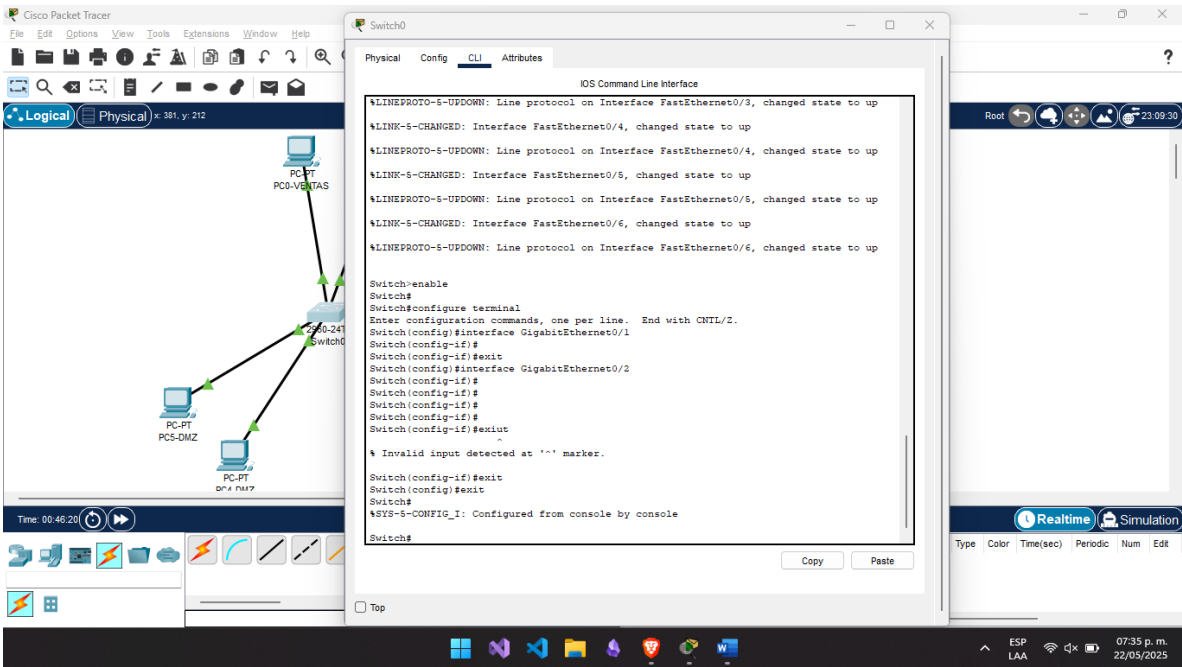 Cisco Packet Tracer
File Edit Options View Tools Extensions Window Help
?
Logical
Physical
x: 381, y: 212
Root
23:09:30
PC-PT
PC0-VENTAS
2960-24T
Switch0
PC-PT
PC5-DMZ
PC-PT
PC4 DMZ
Switch0
Physical Config CLI Attributes
IOS Command Line Interface
%LINEPROTO-5-UPDOWN: Line protocol on Interface FastEthernet0/3, changed state to up
%LINK-5-CHANGED: Interface FastEthernet0/4, changed state to up
%LINEPROTO-5-UPDOWN: Line protocol on Interface FastEthernet0/4, changed state to up
%LINK-5-CHANGED: Interface FastEthernet0/5, changed state to up
%LINEPROTO-5-UPDOWN: Line protocol on Interface FastEthernet0/5, changed state to up
%LINK-5-CHANGED: Interface FastEthernet0/6, changed state to up
%LINEPROTO-5-UPDOWN: Line protocol on Interface FastEthernet0/6, changed state to up
Switch>enable
Switch#
Switch#configure terminal
Enter configuration commands, one per line. End with CNTL/Z.
Switch(config)#interface GigabitEthernet0/1
Switch(config-if)#
Switch(config-if)#exit
Switch(config)#interface GigabitEthernet0/2
Switch(config-if)#
Switch(config-if)#
Switch(config-if)#
Switch(config-if)#
Switch(config-if)#exiut
^
% Invalid input detected at '^' marker.
Switch(config-if)#exit
Switch(config)#exit
Switch#
%SYS-5-CONFIG_I: Configured from console by console
Switch#
Copy Paste
Top
Time: 00:46:20
Realtime Simulation
Type Color Time(sec) Periodic Num Edit
ESP
LAA
07:35 p. m.
22/05/2025